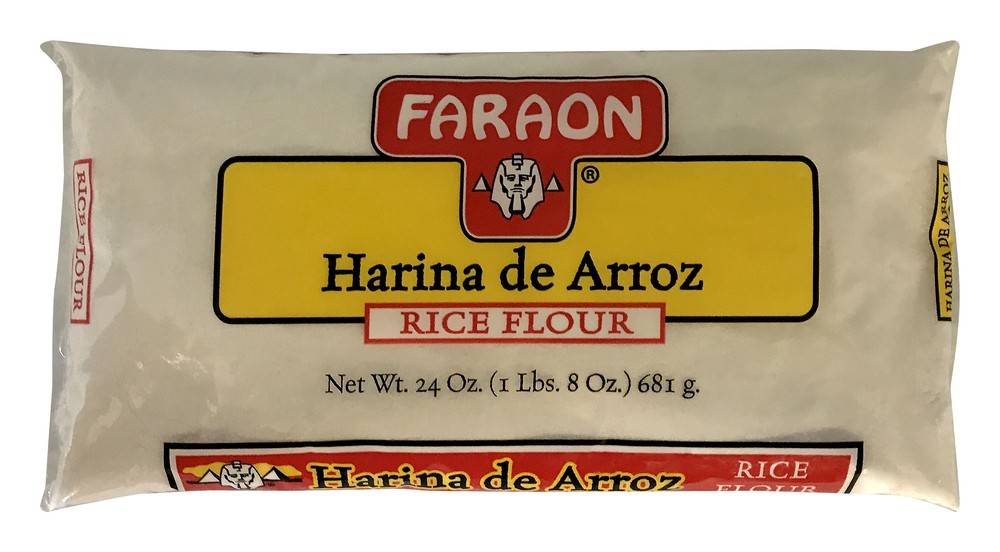 FARAON
®
Harina de Arroz
RICE FLOUR
Net Wt. 24 Oz. (1 Lbs. 8 Oz.) 681 g.
RICE FLOUR
HARINA DE ARROZ
Harina de Arroz
RICE
FLOUR